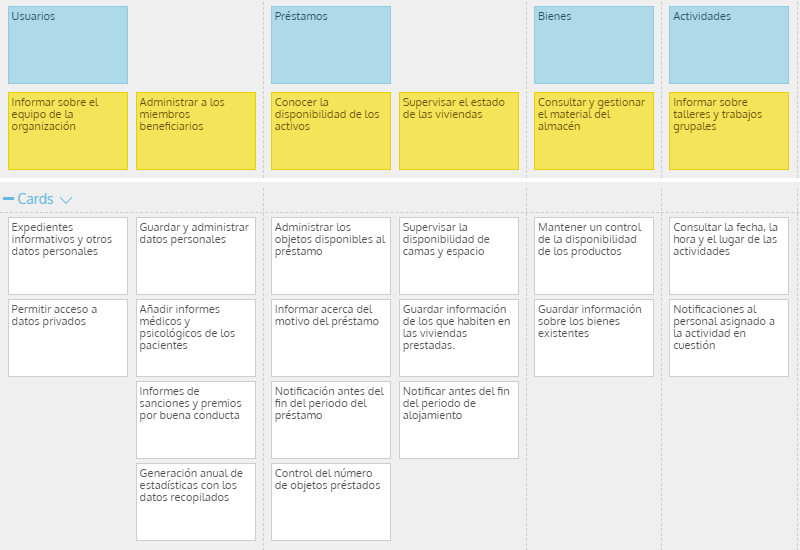 Usuarios
Préstamos
Bienes
Actividades
Informar sobre el
equipo de la
organización
Administrar a los
miembros
beneficiarios
Conocer la
disponibilidad de los
activos
Supervisar el estado
de las viviendas
Consultar y gestionar
el material del
almacén
Informar sobre
talleres y trabajos
grupales
Cards
Expedientes
informativos y otros
datos personales
Guardar y administrar
datos personales
Administrar los
objetos disponibles al
préstamo
Supervisar la
disponibilidad de
camas y espacio
Mantener un control
de la disponibilidad
de los productos
Consultar la fecha, la
hora y el lugar de las
actividades
Permitir acceso a
datos privados
Añadir informes
médicos y
psicológicos de los
pacientes
Informar acerca del
motivo del préstamo
Guardar información
de los que habiten en
las viviendas
prestadas.
Guardar información
sobre los bienes
existentes
Notificaciones al
personal asignado a
la actividad en
cuestión
Informes de
sanciones y premios
por buena conducta
Notificación antes del
fin del periodo del
préstamo
Notificar antes del fin
del periodo de
alojamiento
Generación anual de
estadísticas con los
datos recopilados
Control del número
de objetos préstados